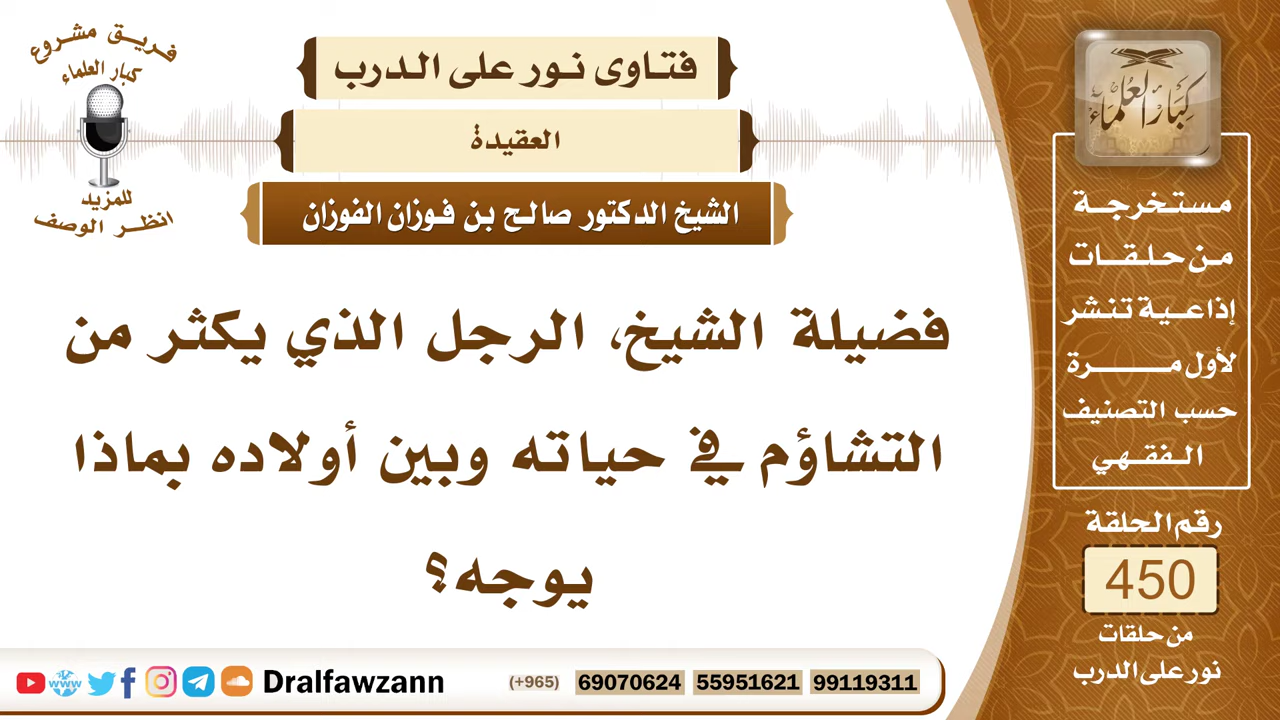 فريق مشروع
كبار العلماء
للمزيد
انظر الوصف
فتاوى نور على الدرب
العقيدة
الشيخ الدكتور صالح بن فوزان الفوزان
فضيلة الشيخ، الرجل الذي يكثر من
التشاؤم في حياته وبين أولاده بماذا
يوجه؟
كبار العلماء
مستخرجة
من حلقات
إذاعية تنشر
لأول مرة
حسب التصنيف
الفقهي
رقم الحلقة
450
من حلقات
نور على الدرب
www
Dralfawzann (+965) 69070624 55951621 99119311